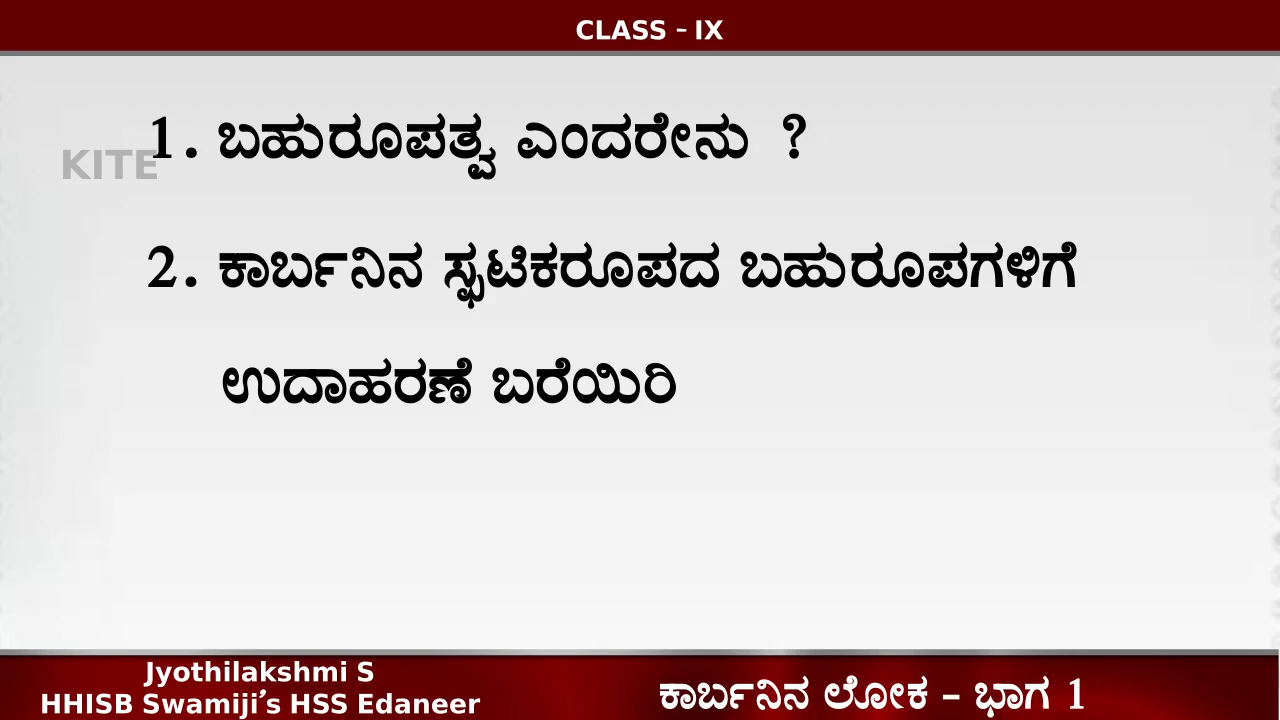 CLASS – IX
KITE
1. ಬಹುರೂಪತ್ವ ಎಂದರೇನು ?
2. ಕಾರ್ಬನಿನ ಸ್ಫಟಿಕರೂಪದ ಬಹುರೂಪಗಳಿಗೆ
ಉದಾಹರಣೆ ಬರೆಯಿರಿ
Jyothilakshmi S
HHISB Swamiji’s HSS Edaneer
ಕಾರ್ಬನಿನ ಲೋಕ – ಭಾಗ 1